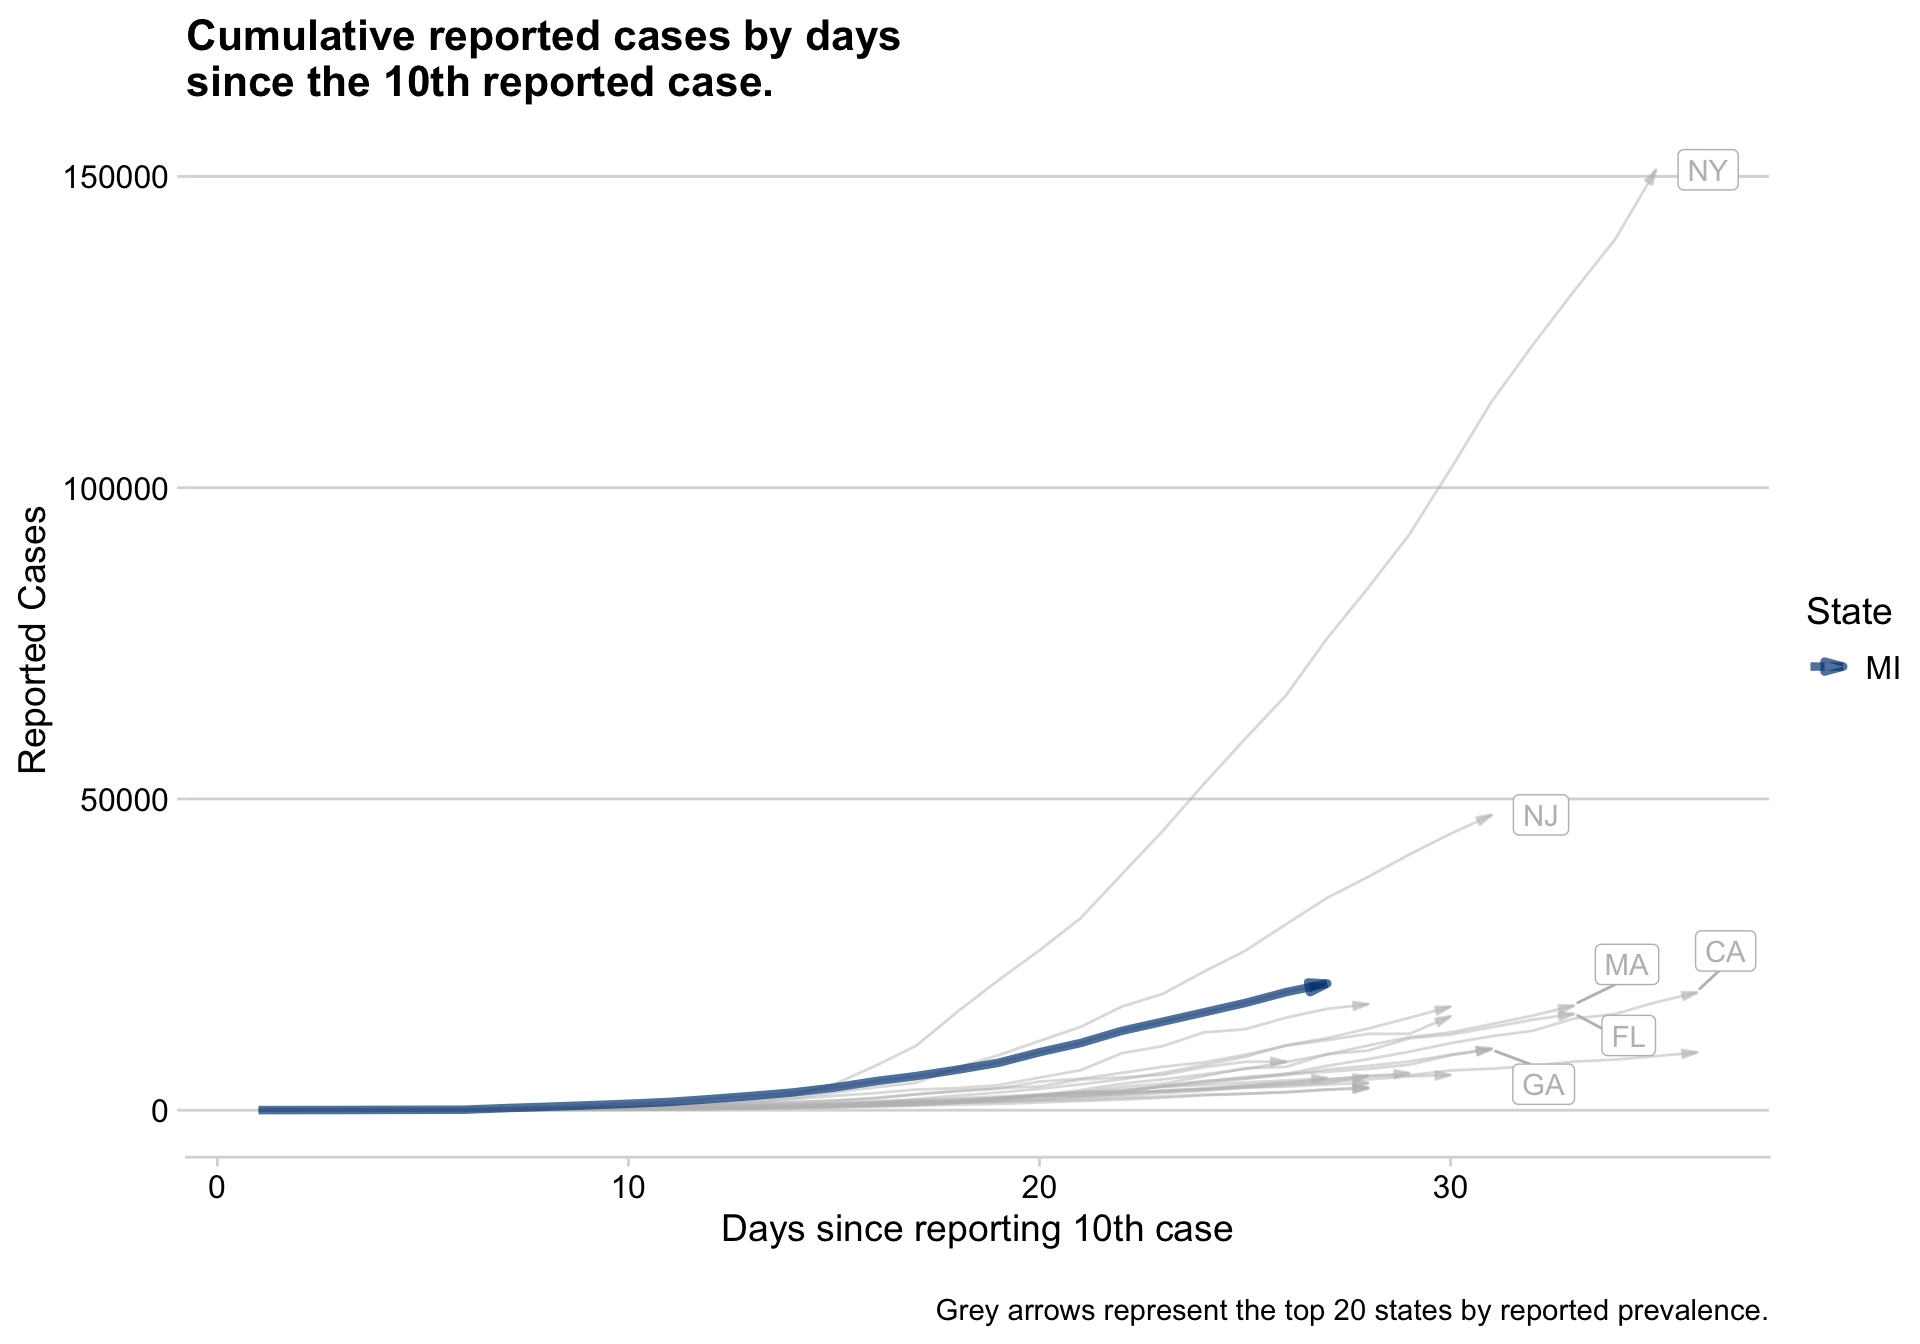 Cumulative reported cases by days
since the 10th reported case.
150000
100000
50000
0
Reported Cases
NY
NJ
MA
CA
FL
GA
State
MI
0
10
20
30
Days since reporting 10th case
Grey arrows represent the top 20 states by reported prevalence.